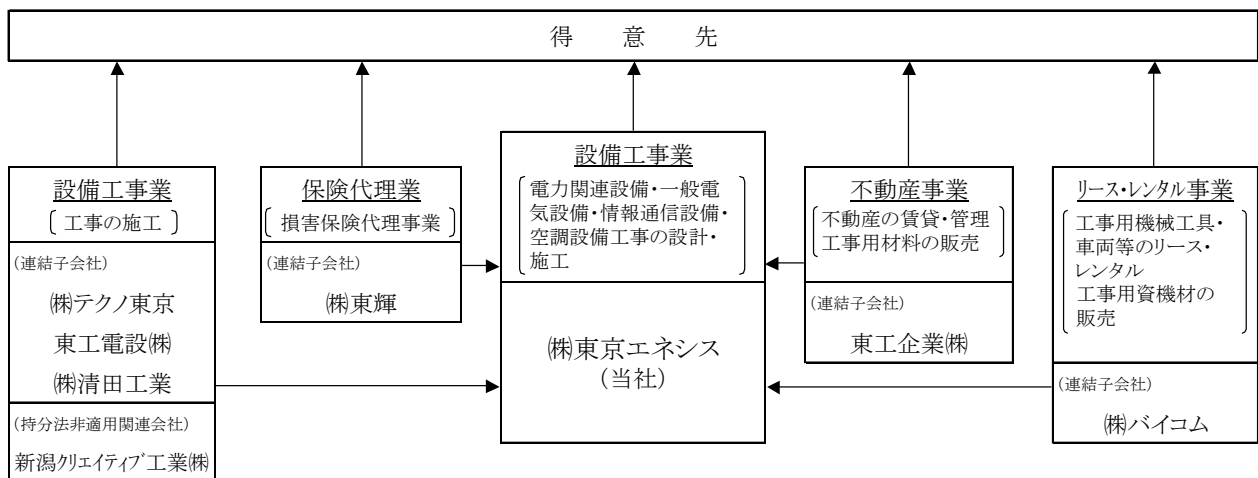 得 意 先
設備工事業
〔 工事の施工 〕
(連結子会社)
㈱テクノ東京
東工電設㈱
㈱清田工業
(持分法非適用関連会社)
新潟クリエイティブ工業㈱
保険代理業
〔 損害保険代理事業 〕
(連結子会社)
㈱東輝
設備工事業
電力関連設備・一般電
気設備・情報通信設備・
空調設備工事の設計・
施工
㈱東京エネシス
(当社)
不動産事業
不動産の賃貸・管理
工事用材料の販売
(連結子会社)
東工企業㈱
リース・レンタル事業
工事用機械工具・
車両等のリース・
レンタル
工事用資機材の
販売
(連結子会社)
㈱バイコム